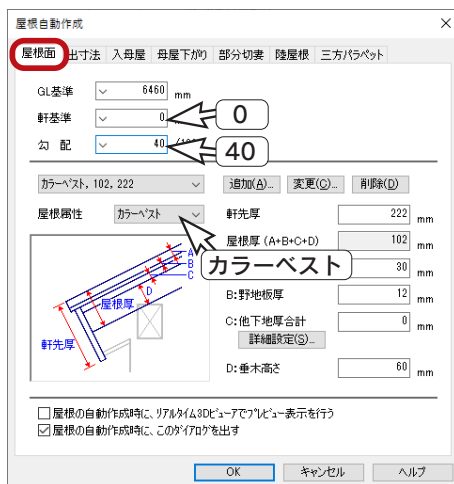 屋根自動作成
屋根面 出寸法 入母屋 母屋下がり 部分切妻 陸屋根 三方パラペット
GL基準 6460 mm
軒基準 0 0
勾 配 40 40
カラーベスト, 102, 222 追加(A)... 変更(C)... 削除(D)
屋根属性 カラーベスト 軒先厚 222 mm
屋根厚 (A+B+C+D) 102 mm
カラーベスト 30 mm
B:野地板厚 12 mm
C:他下地厚合計 0 mm
詳細設定(S)...
D:垂木高さ 60 mm
A
B
C
D
屋根厚
軒先厚
屋根の自動作成時に、リアルタイム3Dビューアでプレビュー表示を行う
屋根の自動作成時に、このダイアログを出す
OK キャンセル ヘルプ